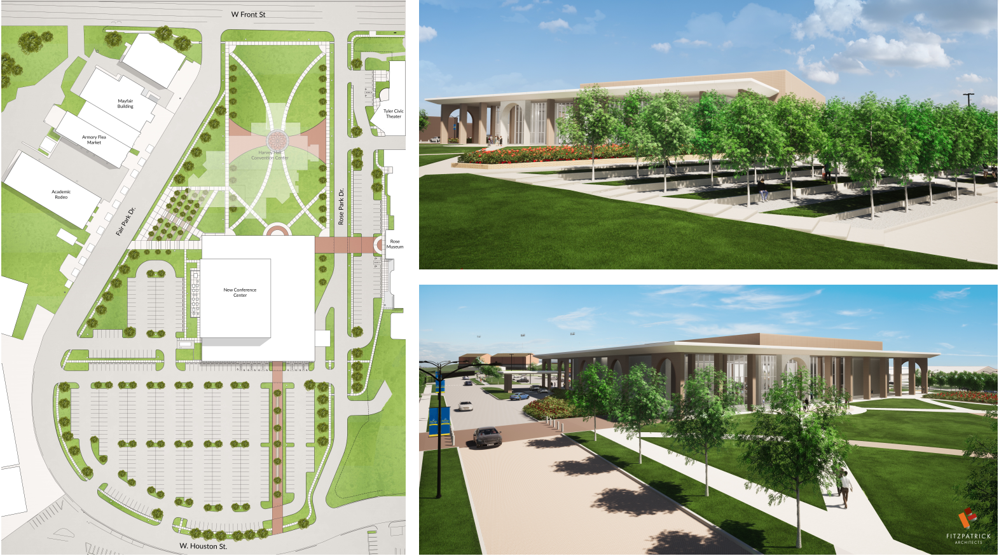 W Front St
Mayfair
Building
Tyler Civic
Theater
Armory Flea
Market
Harvey Hall
Convention Center
Academic
Rodeo
Fair Park Dr.
Rose Park Dr.
Rose
Museum
New Conference
Center
W. Houston St.
FITZPATRICK
ARCHITECTS